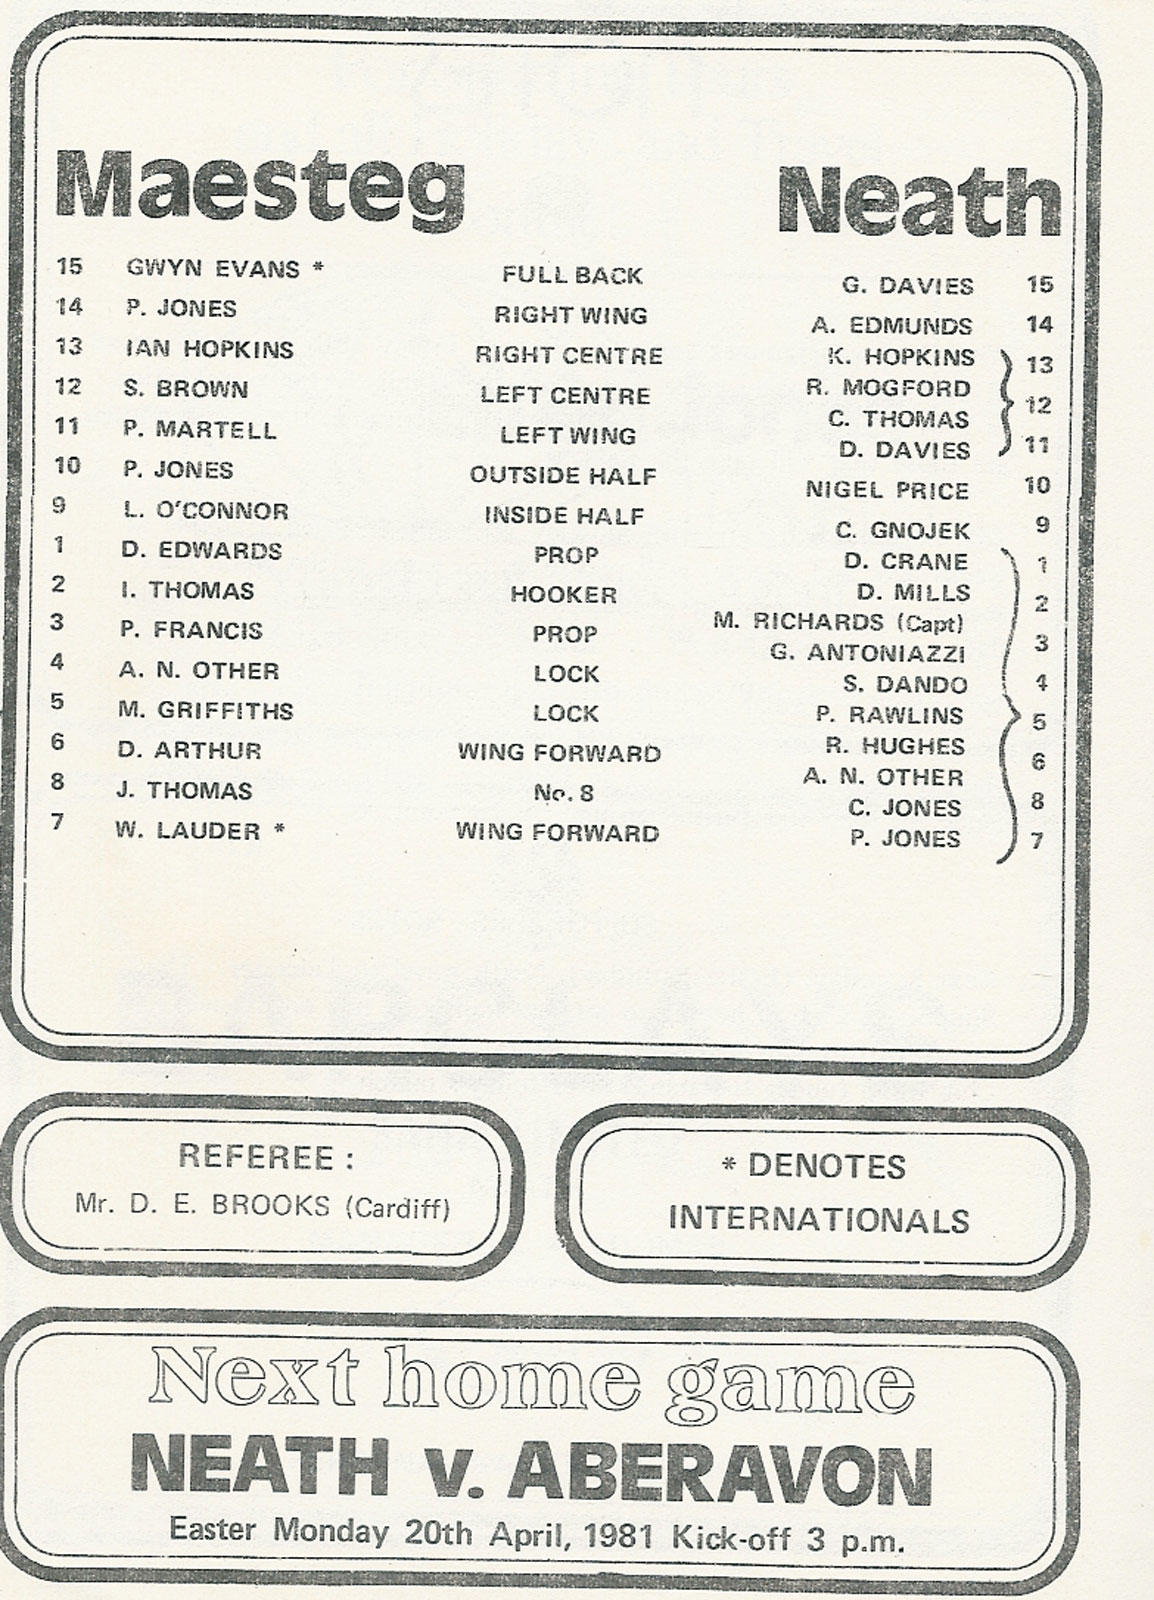 Maesteg Neath
15 GWYN EVANS * FULL BACK G. DAVIES 15
14 P. JONES RIGHT WING A. EDMUNDS 14
13 IAN HOPKINS RIGHT CENTRE K. HOPKINS 13
12 S. BROWN LEFT CENTRE R. MOGFORD 12
C. THOMAS
11 P. MARTELL LEFT WING D. DAVIES 11
10 P. JONES OUTSIDE HALF NIGEL PRICE 10
9 L. O'CONNOR INSIDE HALF C. GNOJEK 9
1 D. EDWARDS PROP D. CRANE 1
2 I. THOMAS HOOKER D. MILLS 2
M. RICHARDS (Capt)
3 P. FRANCIS PROP G. ANTONIAZZI 3
4 A. N. OTHER LOCK S. DANDO 4
5 M. GRIFFITHS LOCK P. RAWLINS 5
6 D. ARTHUR WING FORWARD R. HUGHES 6
A. N. OTHER
8 J. THOMAS No. 8 C. JONES 8
7 W. LAUDER * WING FORWARD P. JONES 7
REFEREE :
Mr. D. E. BROOKS (Cardiff)
* DENOTES
INTERNATIONALS
Next home game
NEATH v. ABERAVON
Easter Monday 20th April, 1981 Kick-off 3 p.m.